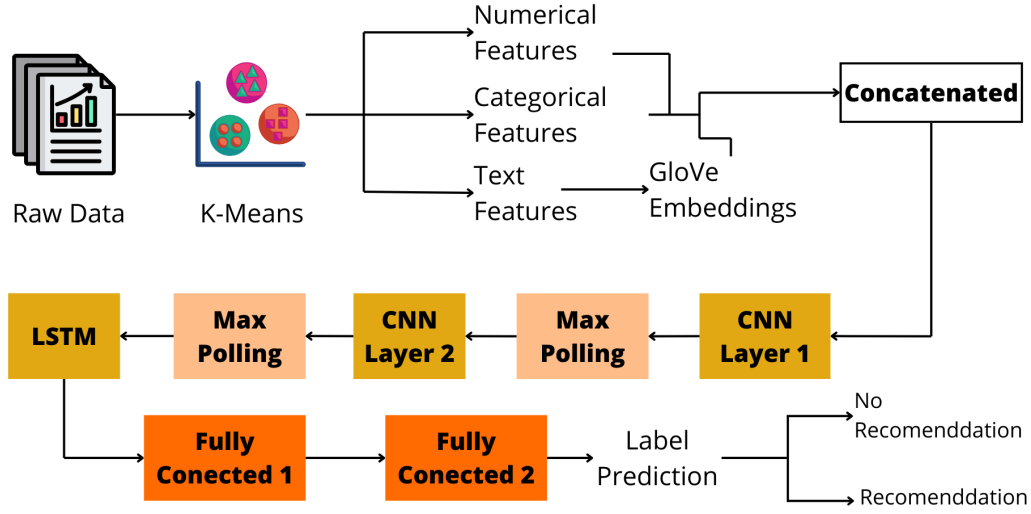 Numerical
Features
Categorical
Features
Text
Features
GloVe
Embeddings
Concatenated
Raw Data
K-Means
LSTM
Max
Polling
CNN
Layer 2
Max
Polling
CNN
Layer 1
Fully
Conected 1
Fully
Conected 2
Label
Prediction
No
Recomenddation
Recomenddation